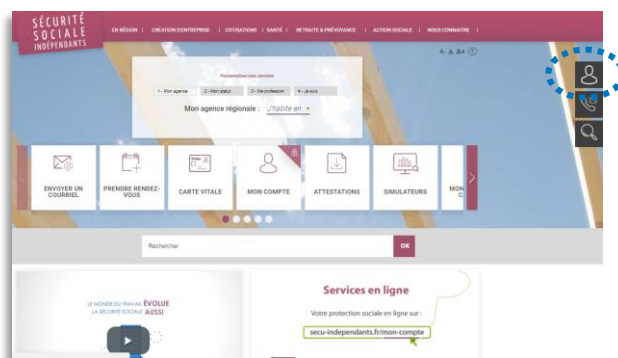 SÉCURITÉ
SOCIALE
INDÉPENDANTS
EN RÉGION | CRÉATION D'ENTREPRISE | COTISATIONS | SANTÉ | RETRAITE & PRÉVOYANCE | ACTION SOCIALE | NOUS CONNAITRE |
A- A A+ ?
Personnalisez vos services
1 - Mon agence 2 - Mon statut 3 - Ma profession 4 - Je suis
Mon agence régionale : J'habite en
ENVOYER UN
COURRIEL
PRENDRE RENDEZ-
VOUS
CARTE VITALE
MON COMPTE
ATTESTATIONS
SIMULATEURS
MON
C
Rechercher OK
LE MONDE DU TRAVAIL ÉVOLUE
LA SÉCURITÉ SOCIALE AUSSI
Services en ligne
Votre protection sociale en ligne sur :
secu-independants.fr/mon-compte